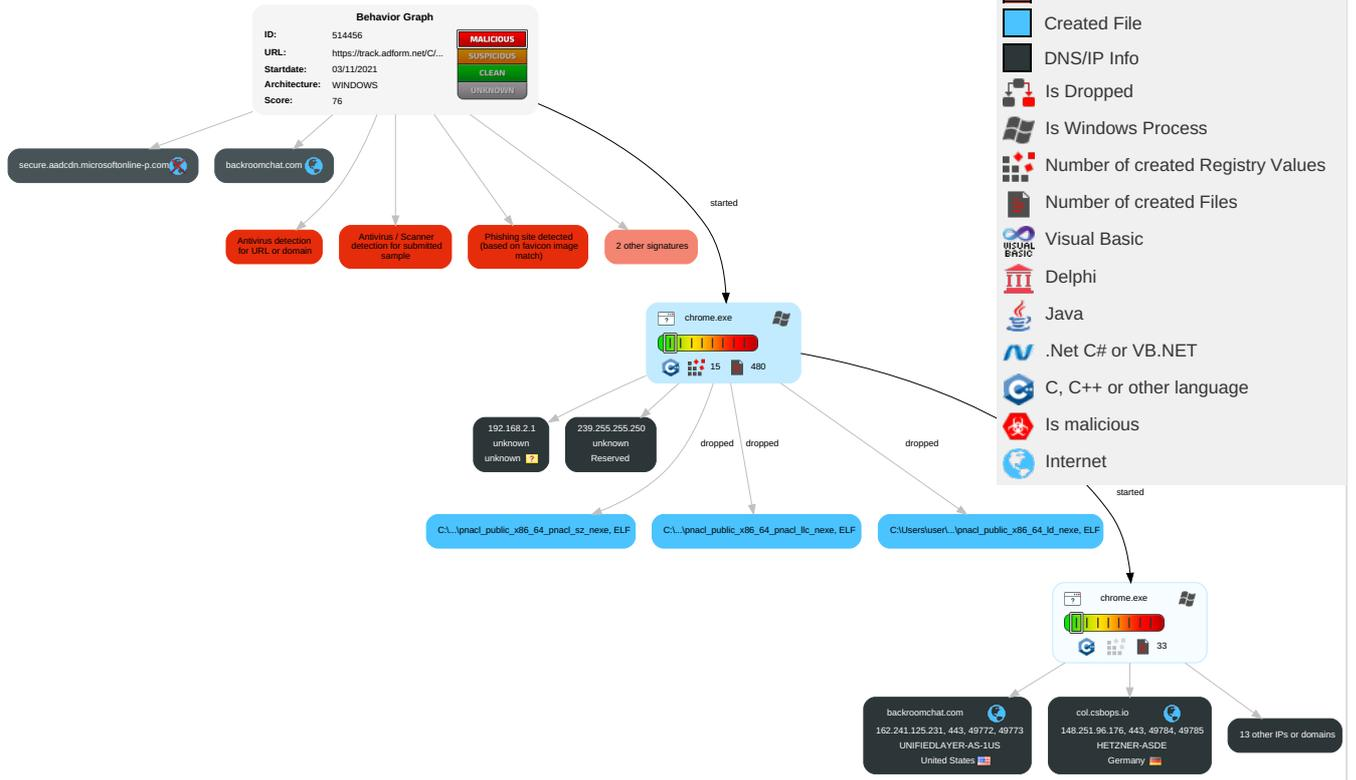 Behavior Graph
ID: 514456
URL: https://track.adform.net/C/...
Startdate: 03/11/2021
Architecture: WINDOWS
Score: 76
MALICIOUS
SUSPICIOUS
CLEAN
UNKNOWN
secure.aadcdn.microsoftonline-p.com
backroomchat.com
started
Antivirus detection
for URL or domain
Antivirus / Scanner
detection for submitted
sample
Phishing site detected
(based on favicon image
match)
2 other signatures
chrome.exe
15 480
192.168.2.1
unknown
unknown ?
239.255.255.250
unknown
Reserved
dropped
dropped
dropped
C:\...\pnacl_public_x86_64_pnacl_sz_nexe, ELF
C:\...\pnacl_public_x86_64_pnacl_llc_nexe, ELF
C:\Users\user\...\pnacl_public_x86_64_ld_nexe, ELF
started
chrome.exe
33
backroomchat.com
162.241.125.231, 443, 49772, 49773
UNIFIEDLAYER-AS-1US
United States
col.csbops.io
148.251.96.176, 443, 49784, 49785
HETZNER-ASDE
Germany
13 other IPs or domains
Created File
DNS/IP Info
Is Dropped
Is Windows Process
Number of created Registry Values
Number of created Files
VISUAL
BASIC
Visual Basic
Delphi
Java
.Net C# or VB.NET
C, C++ or other language
Is malicious
Internet